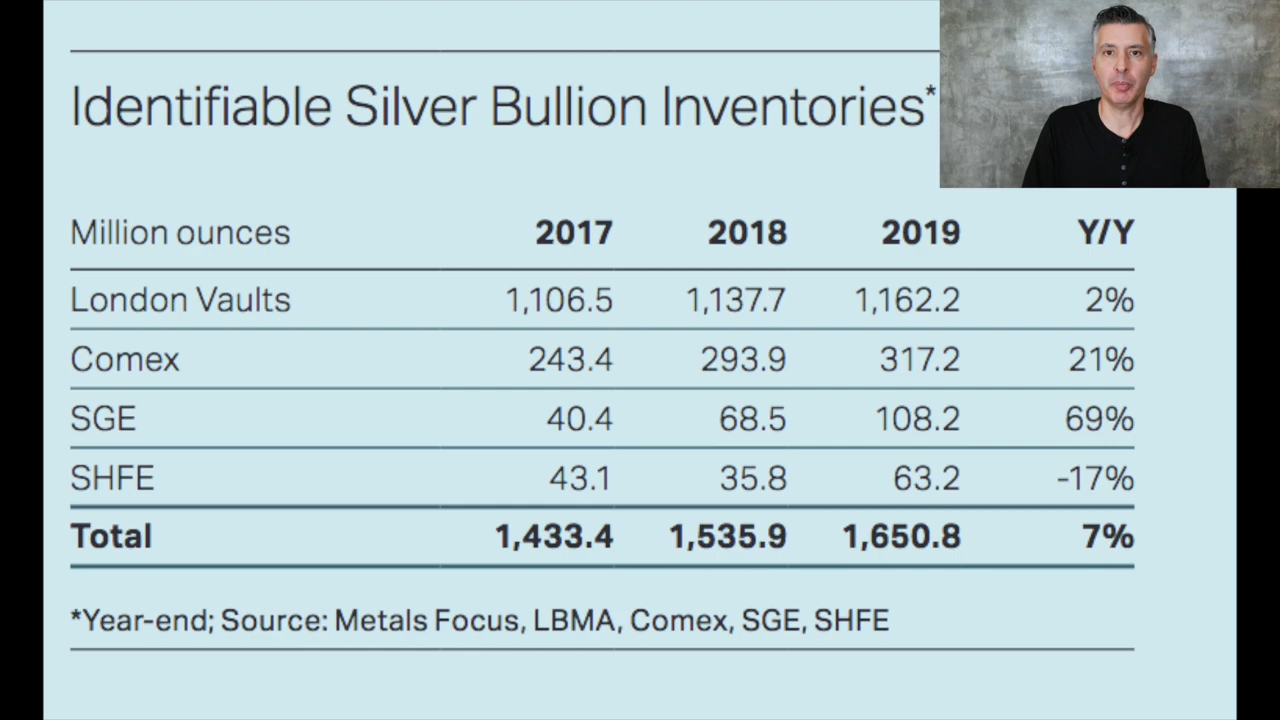 Identifiable Silver Bullion Inventories*
Million ounces 2017 2018 2019 Y/Y
London Vaults 1,106.5 1,137.7 1,162.2 2%
Comex 243.4 293.9 317.2 21%
SGE 40.4 68.5 108.2 69%
SHFE 43.1 35.8 63.2 -17%
Total 1,433.4 1,535.9 1,650.8 7%
*Year-end; Source: Metals Focus, LBMA, Comex, SGE, SHFE